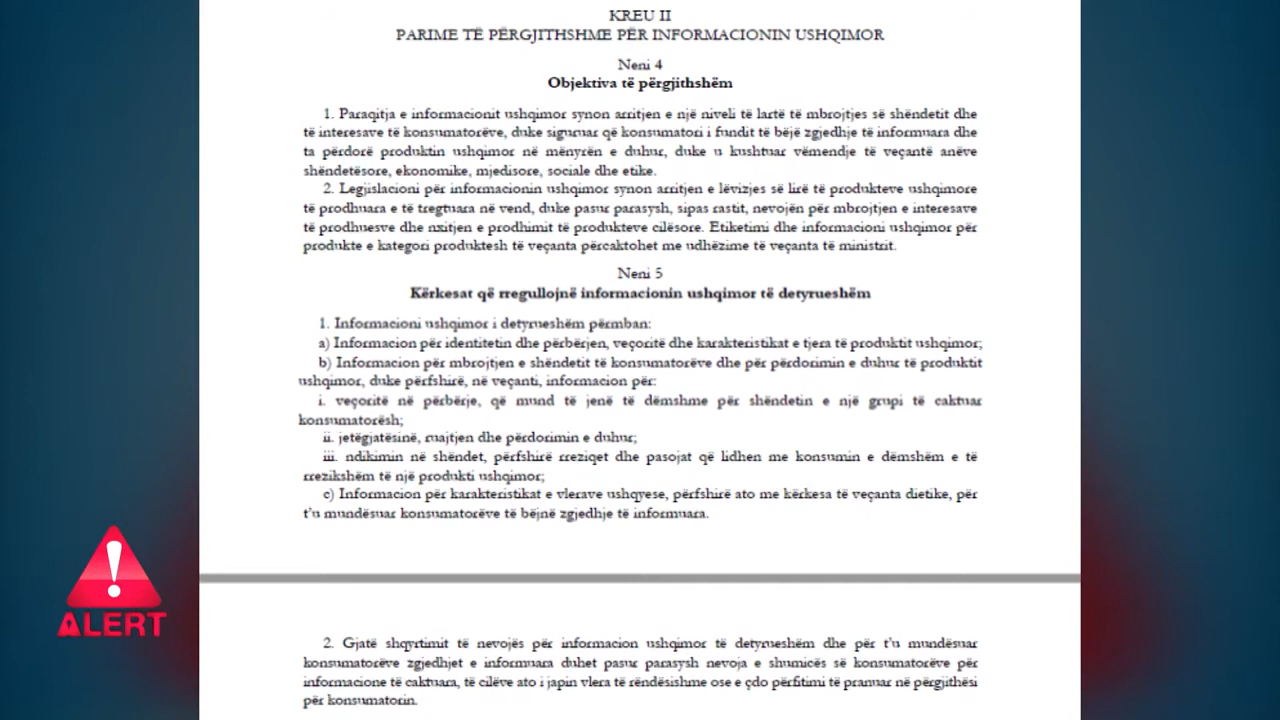 KREU II
PARIME TË PËRGJITHSHME PËR INFORMACIONIN USHQIMOR
Neni 4
Objektiva të përgjithshëm
1. Paraqitja e informacionit ushqimor synon arritjen e një niveli të lartë të mbrojtjes së shëndetit dhe
të interesave të konsumatorëve, duke siguruar që konsumatori i fundit të bëjë zgjedhje të informuara dhe
ta përdorë produktin ushqimor në mënyrën e duhur, duke u kushtuar vëmendje të veçantë anëve
shëndetësore, ekonomike, mjedisore, sociale dhe etike.
2. Legjislacioni për informacionin ushqimor synon arritjen e lëvizjes së lirë të produkteve ushqimore
të prodhuara e të tregtuara në vend, duke pasur parasysh, sipas rastit, nevojën për mbrojtjen e interesave
të prodhuesve dhe nxitjen e prodhimit të produkteve cilësore. Etiketimi dhe informacioni ushqimor për
produkte e kategori produktesh të veçanta përcaktohet me udhëzime të veçanta të ministrit.
Neni 5
Kërkesat që rregullojnë informacionin ushqimor të detyrueshëm
1. Informacioni ushqimor i detyrueshëm përmban:
a) Informacion për identitetin dhe përbërjen, veçoritë dhe karakteristikat e tjera të produktit ushqimor;
b) Informacion për mbrojtjen e shëndetit të konsumatorëve dhe për përdorimin e duhur të produktit
ushqimor, duke përfshirë, në veçanti, informacion për:
i. veçoritë në përbërje, që mund të jenë të dëmshme për shëndetin e një grupi të caktuar
konsumatorësh;
ii. jetëgjatësinë, ruajtjen dhe përdorimin e duhur;
iii. ndikimin në shëndet, përfshirë rreziqet dhe pasojat që lidhen me konsumin e dëmshëm e të
rrezikshëm të një produkti ushqimor;
c) Informacion për karakteristikat e vlerave ushqyese, përfshirë ato me kërkesa të veçanta dietike, për
t'u mundësuar konsumatorëve të bëjnë zgjedhje të informuara.
ALERT
2. Gjatë shqyrtimit të nevojës për informacion ushqimor të detyrueshëm dhe për t'u mundësuar
konsumatorëve zgjedhjet e informuara duhet pasur parasysh nevoja e shumicës së konsumatorëve për
informacione të caktuara, të cilëve ato i japin vlera të rëndësishme ose e çdo përfitimi të pranuar në përgjithësi
për konsumatorin.